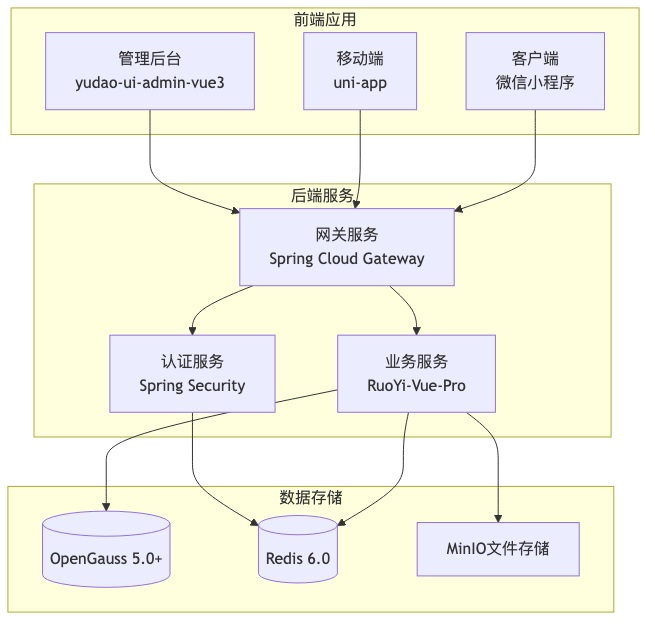 前端应用
管理后台
yudao-ui-admin-vue3
移动端
uni-app
客户端
微信小程序
后端服务
网关服务
Spring Cloud Gateway
认证服务
Spring Security
业务服务
RuoYi-Vue-Pro
数据存储
OpenGauss 5.0+
Redis 6.0
MinIO文件存储